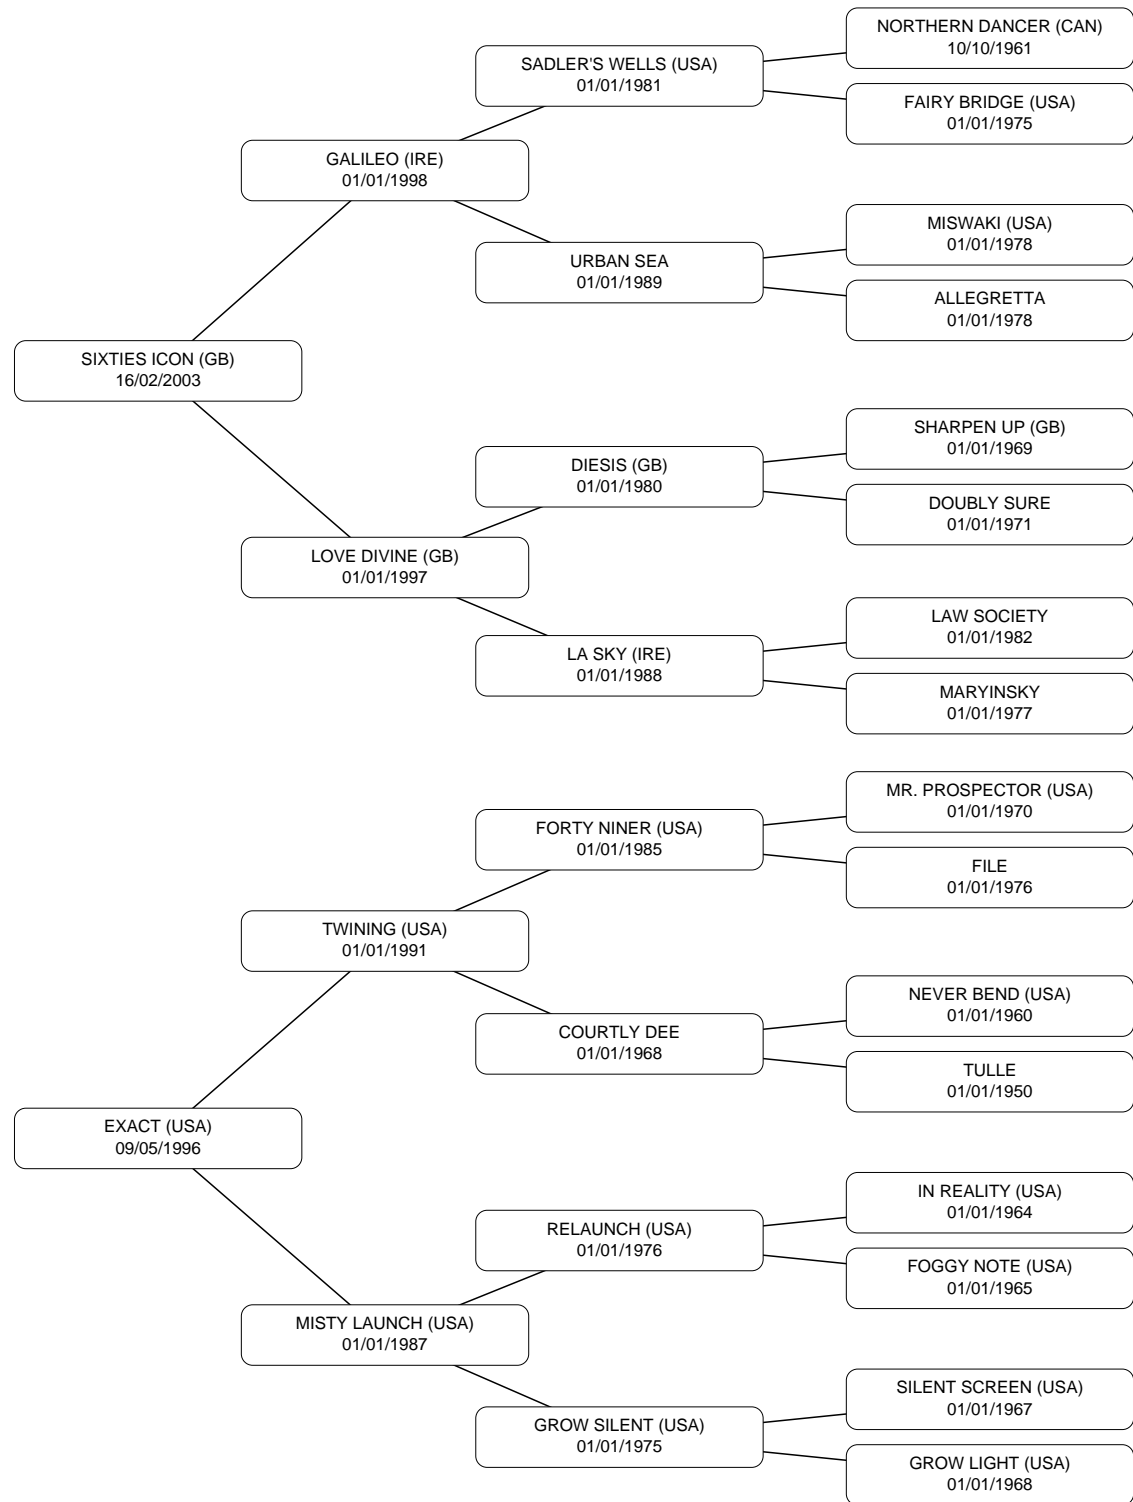 NORTHERN DANCER (CAN)
10/10/1961
SADLER'S WELLS (USA)
01/01/1981
FAIRY BRIDGE (USA)
01/01/1975
GALILEO (IRE)
01/01/1998
MISWAKI (USA)
01/01/1978
URBAN SEA
01/01/1989
ALLEGRETTA
01/01/1978
SIXTIES ICON (GB)
16/02/2003
SHARPEN UP (GB)
01/01/1969
DIESIS (GB)
01/01/1980
DOUBLY SURE
01/01/1971
LOVE DIVINE (GB)
01/01/1997
LAW SOCIETY
01/01/1982
LA SKY (IRE)
01/01/1988
MARYINSKY
01/01/1977
MR. PROSPECTOR (USA)
01/01/1970
FORTY NINER (USA)
01/01/1985
FILE
01/01/1976
TWINING (USA)
01/01/1991
NEVER BEND (USA)
01/01/1960
COURTLY DEE
01/01/1968
TULLE
01/01/1950
EXACT (USA)
09/05/1996
IN REALITY (USA)
01/01/1964
RELAUNCH (USA)
01/01/1976
FOGGY NOTE (USA)
01/01/1965
MISTY LAUNCH (USA)
01/01/1987
SILENT SCREEN (USA)
01/01/1967
GROW SILENT (USA)
01/01/1975
GROW LIGHT (USA)
01/01/1968